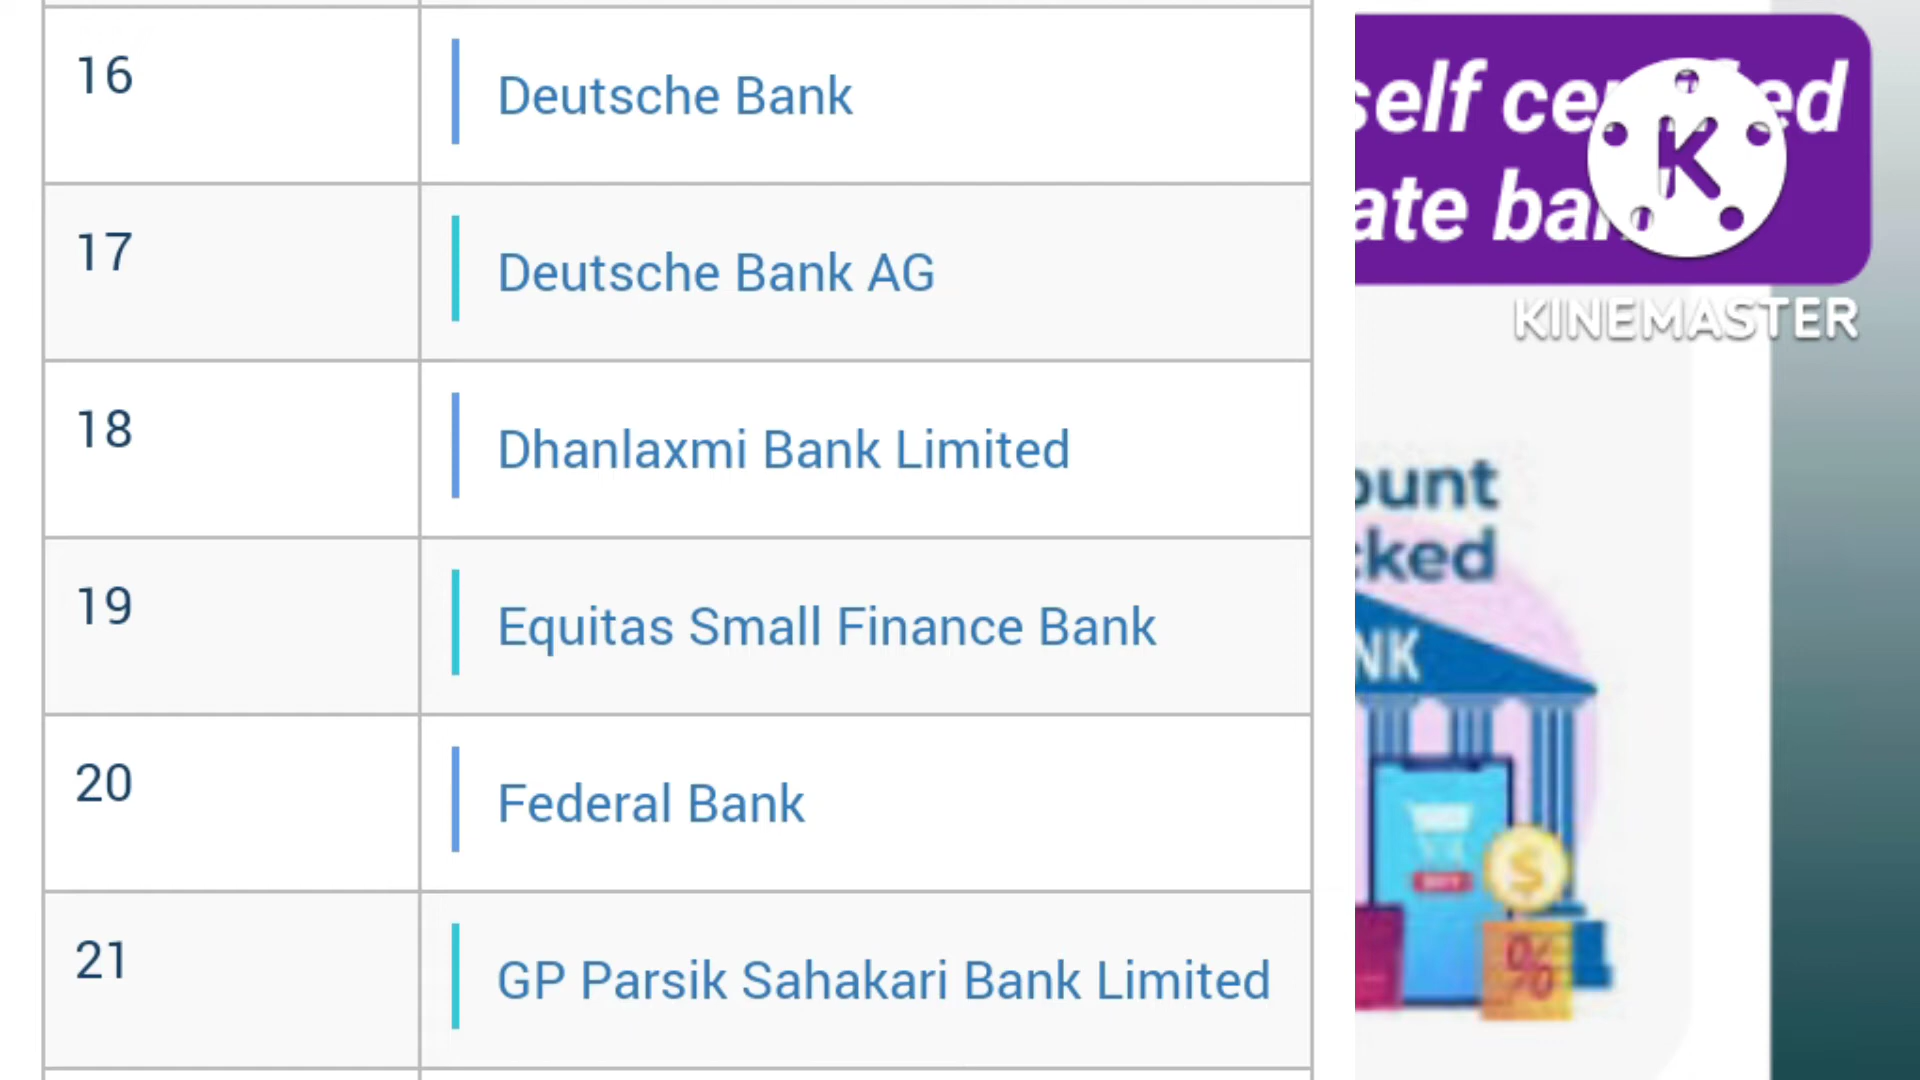 16
Deutsche Bank
17
Deutsche Bank AG
18
Dhanlaxmi Bank Limited
19
Equitas Small Finance Bank
20
Federal Bank
21
GP Parsik Sahakari Bank Limited
self
K
KINEMASTER
$
%